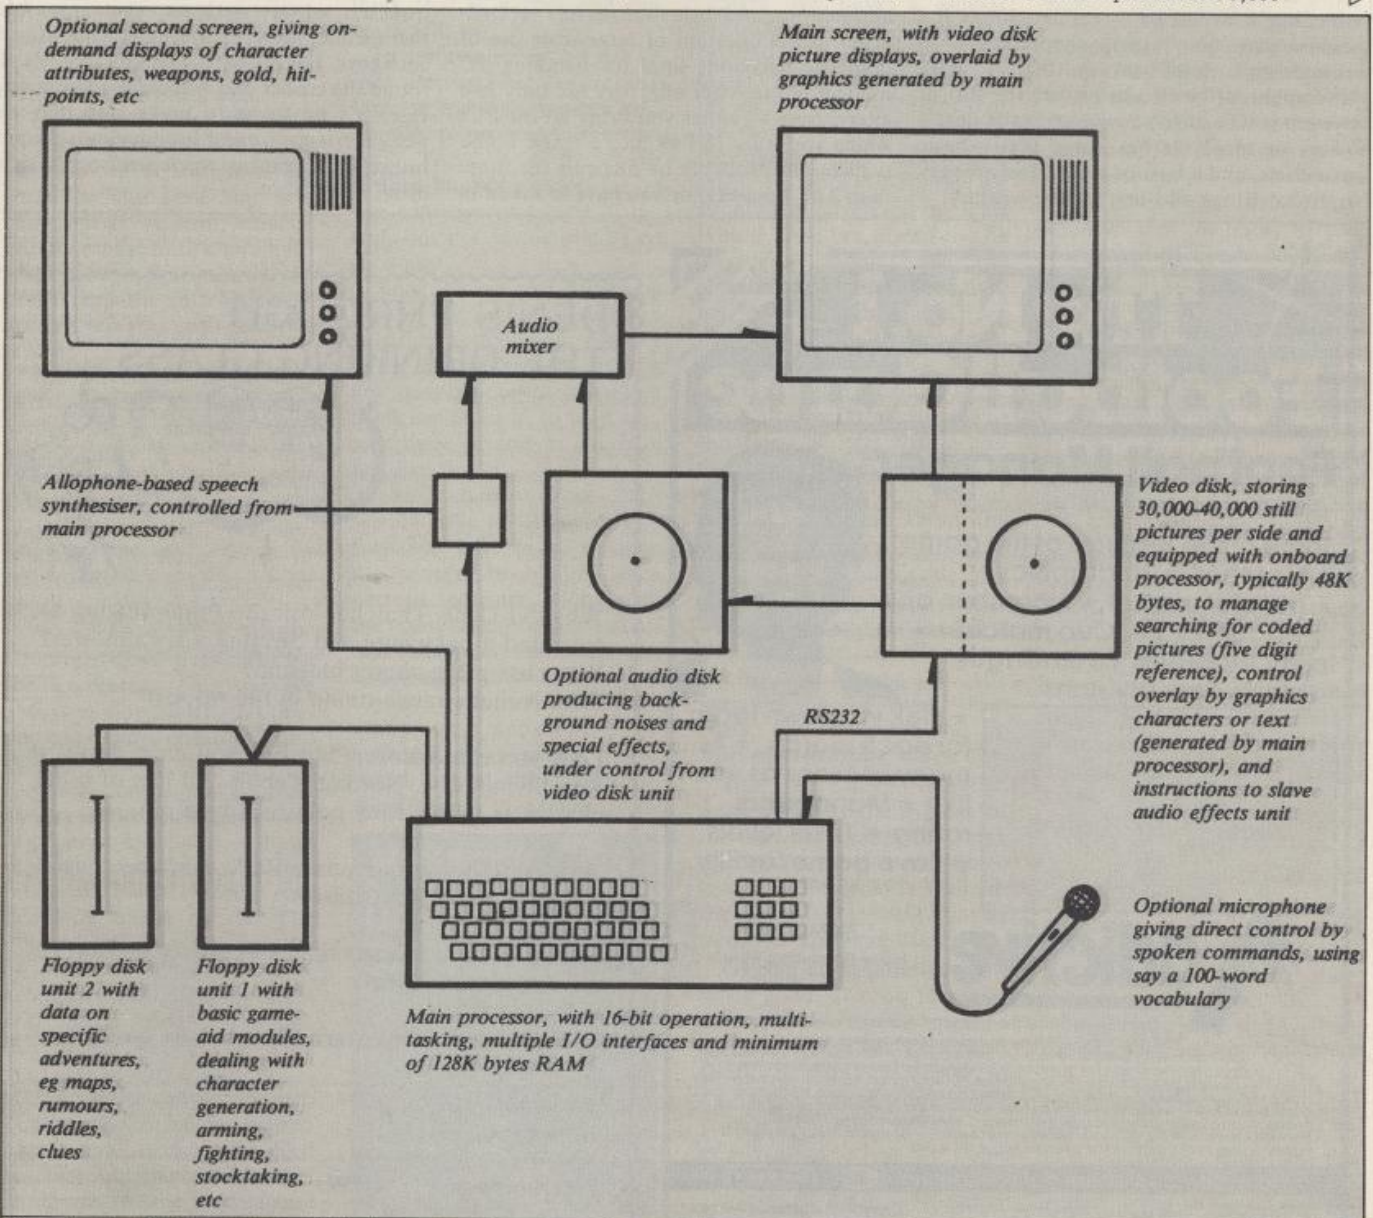 Optional second screen, giving on-
demand displays of character
attributes, weapons, gold, hit-
points, etc
Main screen, with video disk
picture displays, overlaid by
graphics generated by main
processor
Audio
mixer
Allophone-based speech
synthesiser, controlled from
main processor
Video disk, storing
30,000-40,000 still
pictures per side and
equipped with onboard
processor, typically 48K
bytes, to manage
searching for coded
pictures (five digit
reference), control
overlay by graphics
characters or text
(generated by main
processor), and
instructions to slave
audio effects unit
Optional audio disk
producing back-
ground noises and
special effects,
under control from
video disk unit
RS232
Optional microphone
giving direct control by
spoken commands, using
say a 100-word
vocabulary
Floppy disk
unit 2 with
data on
specific
adventures,
eg maps,
rumours,
riddles,
clues
Floppy disk
unit 1 with
basic game-
aid modules,
dealing with
character
generation,
arming,
fighting,
stocktaking,
etc
Main processor, with 16-bit operation, multi-
tasking, multiple I/O interfaces and minimum
of 128K bytes RAM